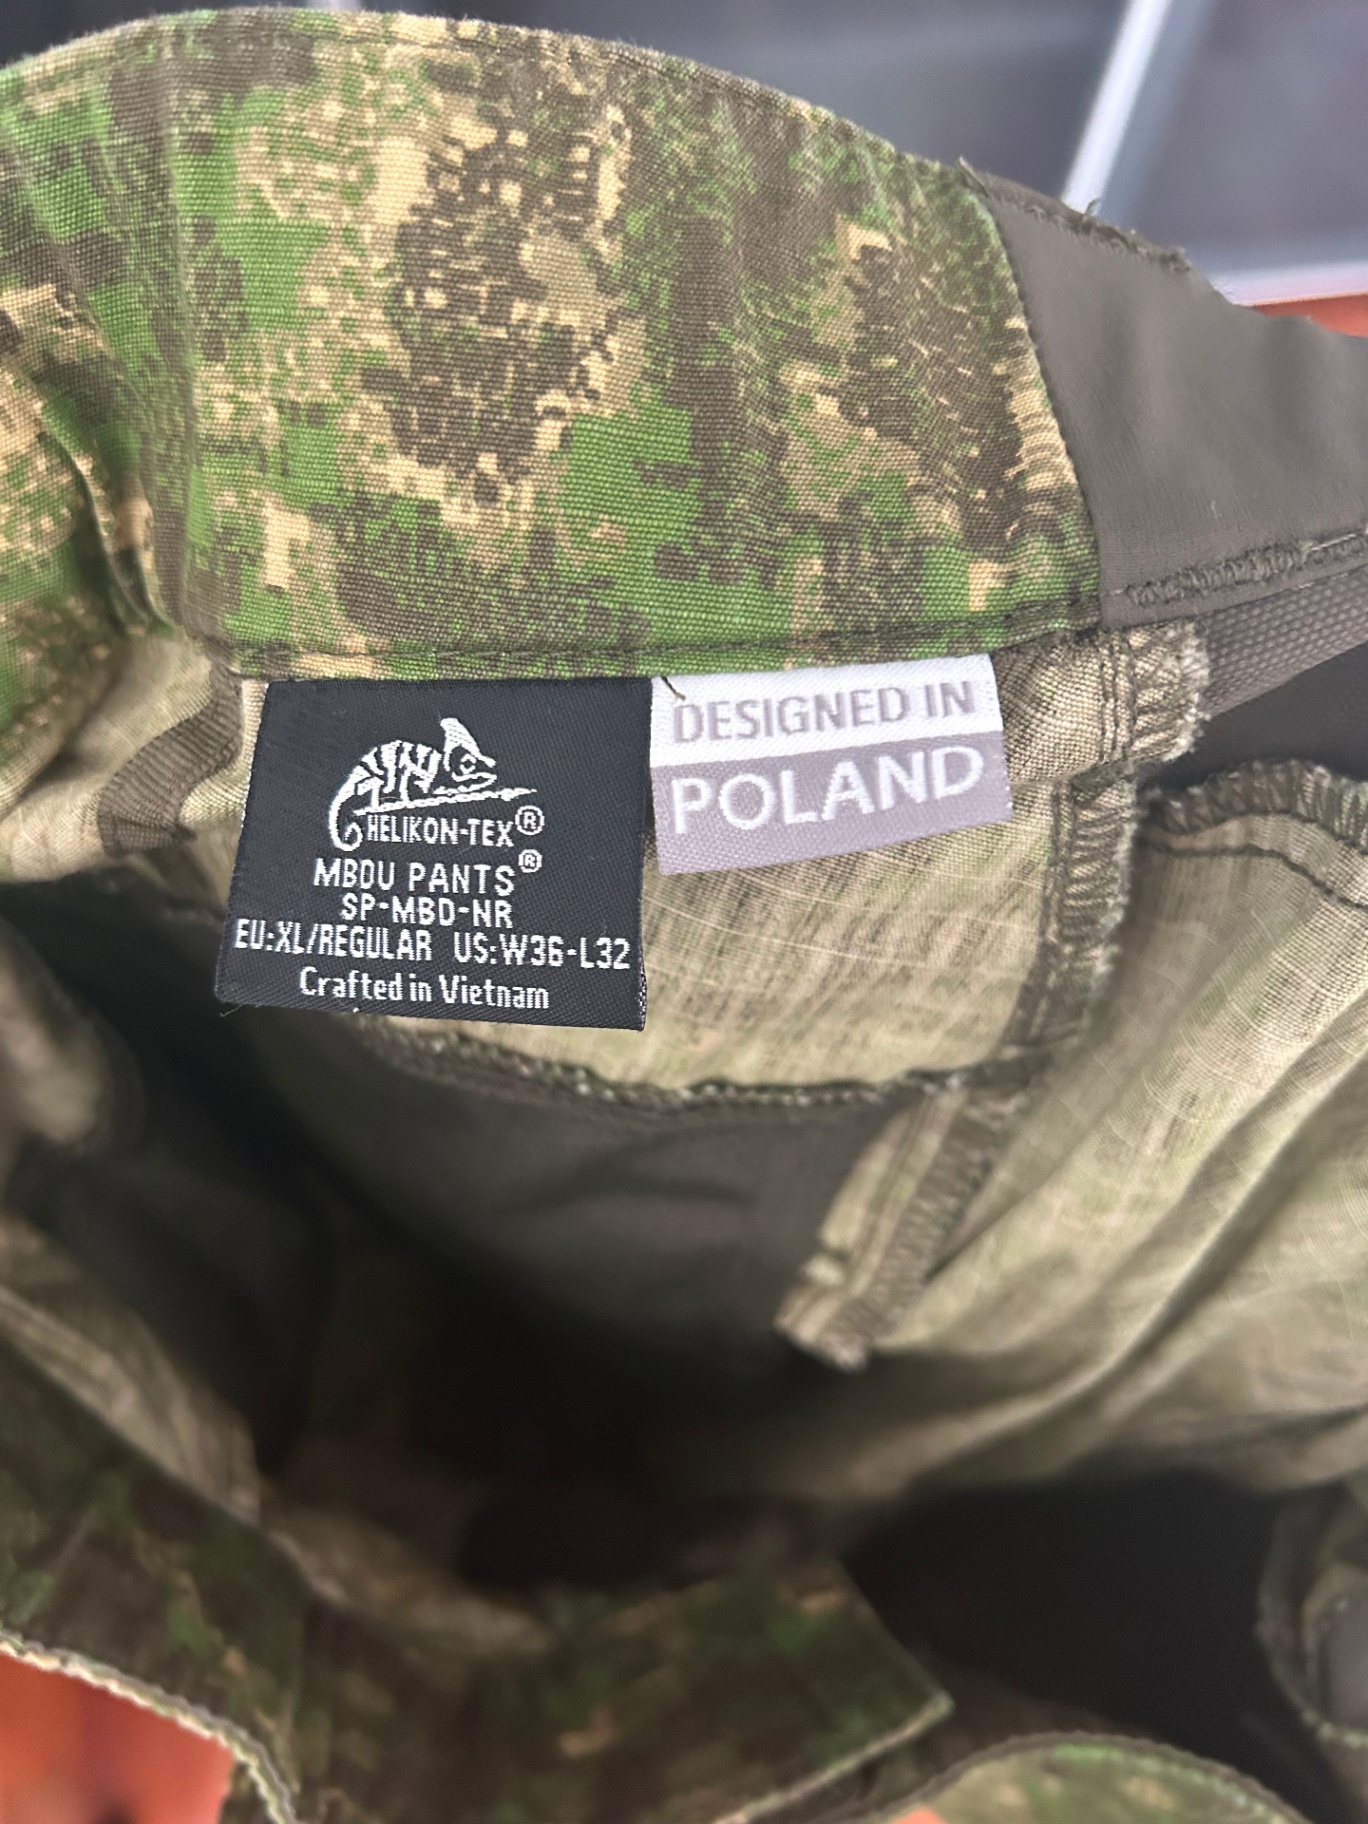 HELIKON-TEX®
MBDU PANTS®
SP-MBD-NR
EU:XL/REGULAR US:W36-L32
Crafted in Vietnam
DESIGNED IN
POLAND